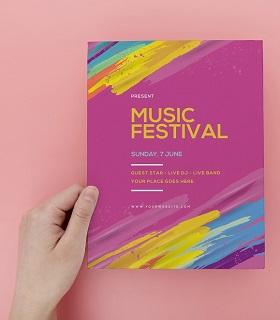 PRESENT
MUSIC
FESTIVAL
SUNDAY, 7 JUNE
GUEST STAR - LIVE DJ - LIVE BAND
YOUR PLACE GOES HERE
WWW.YOURWEBSITE.COM